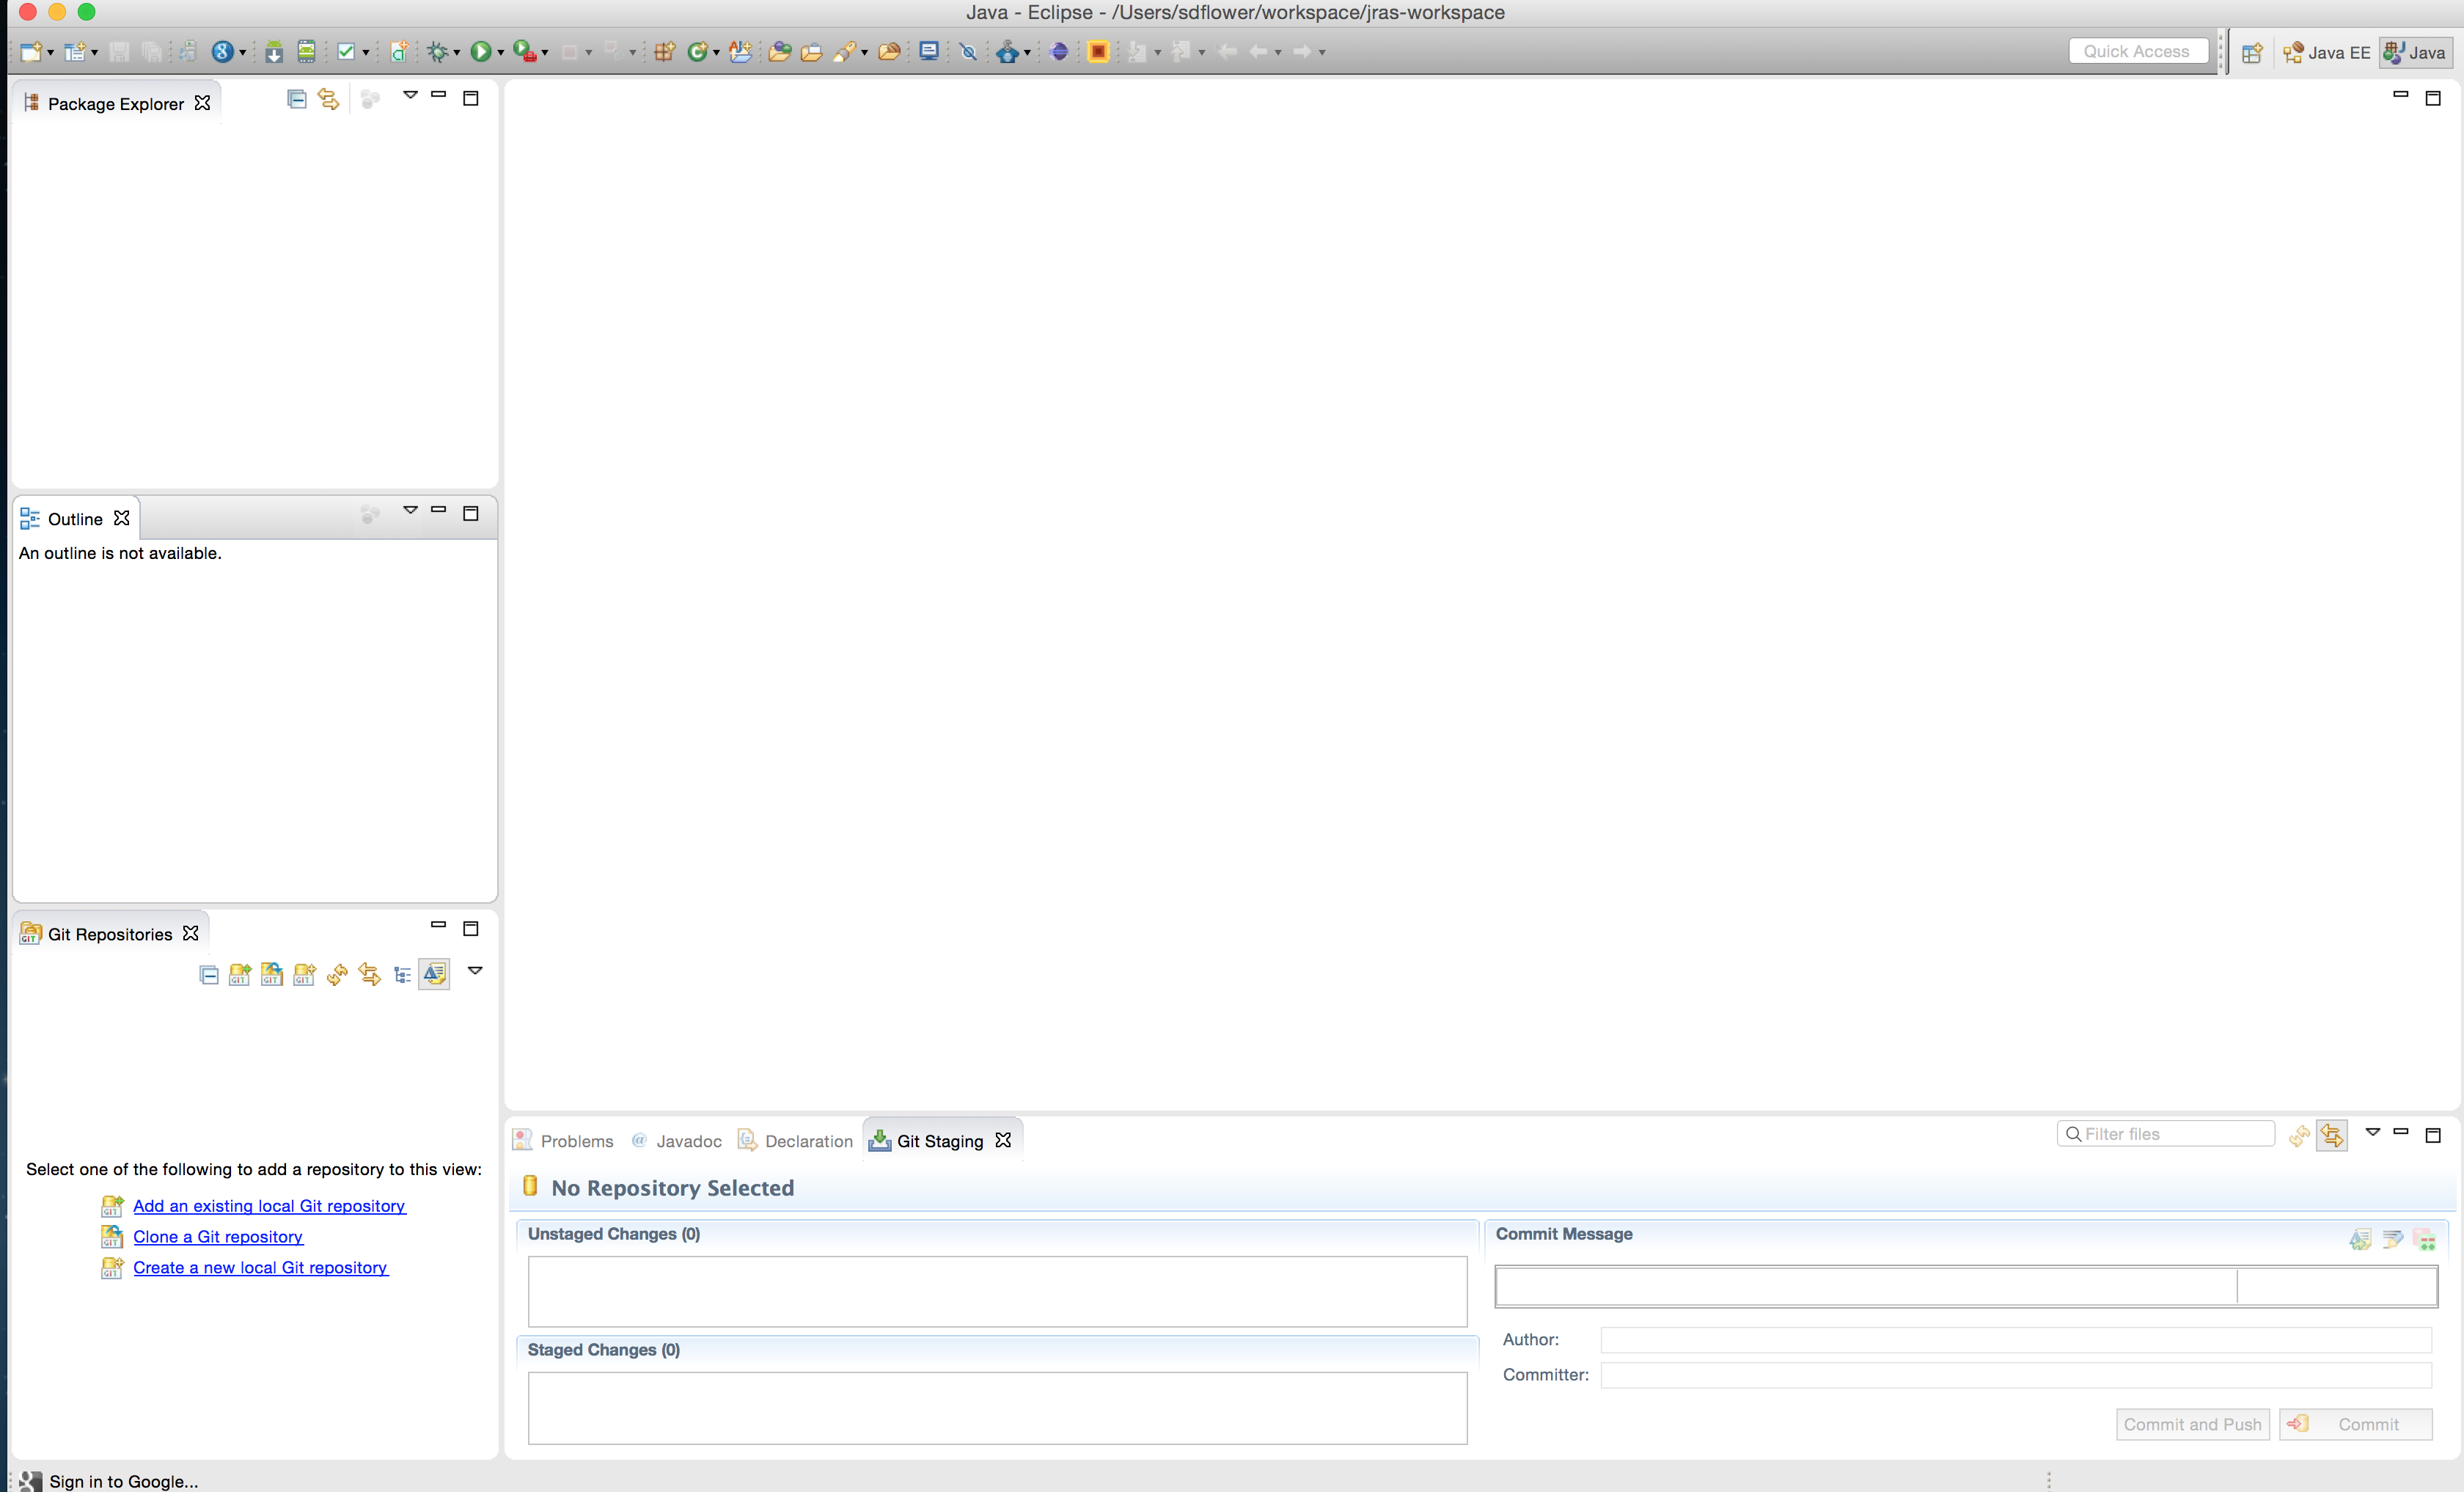 Java - Eclipse - /Users/sdflower/workspace/jras-workspace
Quick Access
Java EE
Java
Package Explorer
Outline
An outline is not available.
Git Repositories
Select one of the following to add a repository to this view:
Add an existing local Git repository
Clone a Git repository
Create a new local Git repository
Problems
Javadoc
Declaration
Git Staging
Filter files
No Repository Selected
Unstaged Changes (0)
Staged Changes (0)
Commit Message
Author:
Committer:
Commit and Push
Commit
Sign in to Google...